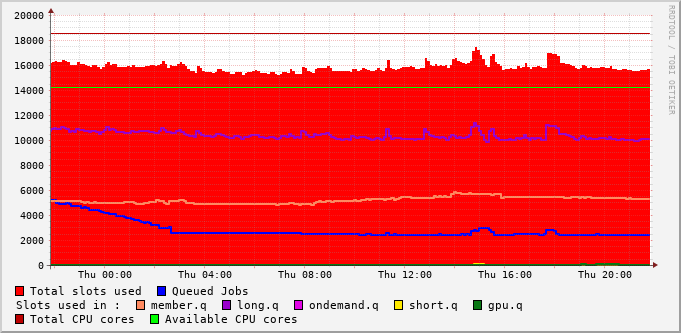 20000
18000
16000
14000
12000
10000
8000
6000
4000
2000
0
Thu 00:00 Thu 04:00 Thu 08:00 Thu 12:00 Thu 16:00 Thu 20:00
RRDTOOL / TOBI OETIKER
Total slots used Queued Jobs
Slots used in : member.q long.q ondemand.q short.q gpu.q
Total CPU cores Available CPU cores